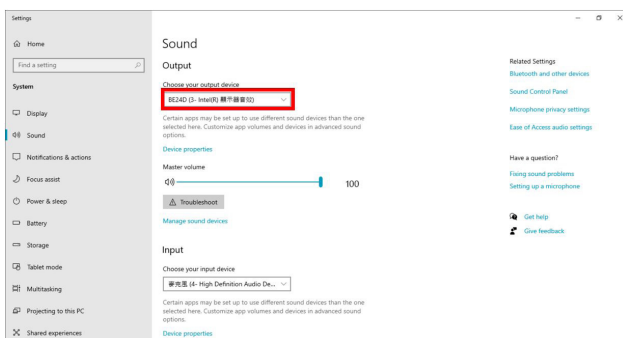 Settings
Home
Find a setting
System
Display
Sound
Notifications & actions
Focus assist
Power & sleep
Battery
Storage
Tablet mode
Multitasking
Projecting to this PC
Shared experiences
Sound
Output
Choose your output device
BE24D (3- Intel(R) 顯示器音效)
Certain apps may be set up to use different sound devices than the one
selected here. Customize app volumes and devices in advanced sound
options.
Device properties
Master volume
100
Troubleshoot
Manage sound devices
Input
Choose your input device
麥克風 (4- High Definition Audio De...
Certain apps may be set up to use different sound devices than the one
selected here. Customize app volumes and devices in advanced sound
options.
Device properties
Related Settings
Bluetooth and other devices
Sound Control Panel
Microphone privacy settings
Ease of Access audio settings
Have a question?
Fixing sound problems
Setting up a microphone
Get help
Give feedback